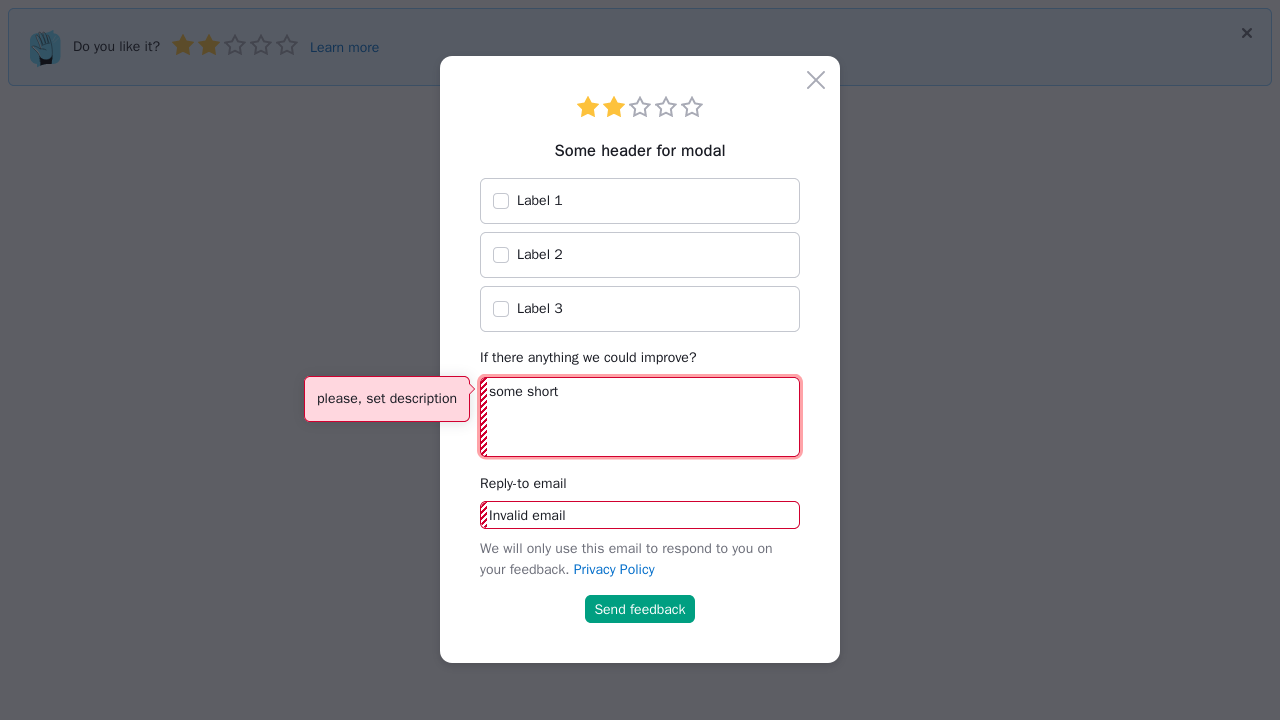 Do you like it?
Learn more
Some header for modal
Label 1
Label 2
Label 3
If there anything we could improve?
please, set description
some short
Reply-to email
Invalid email
We will only use this email to respond to you on
your feedback. Privacy Policy
Send feedback